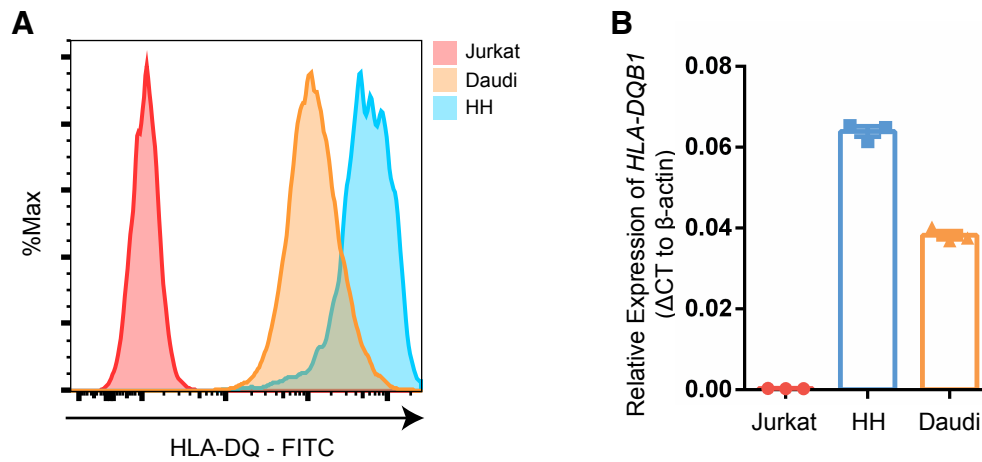 A
%Max
HLA-DQ - FITC
Jurkat
Daudi
HH
B
Relative Expression of HLA-DQB1
(ΔCT to β-actin)
0.08
0.06
0.04
0.02
0.00
Jurkat HH Daudi